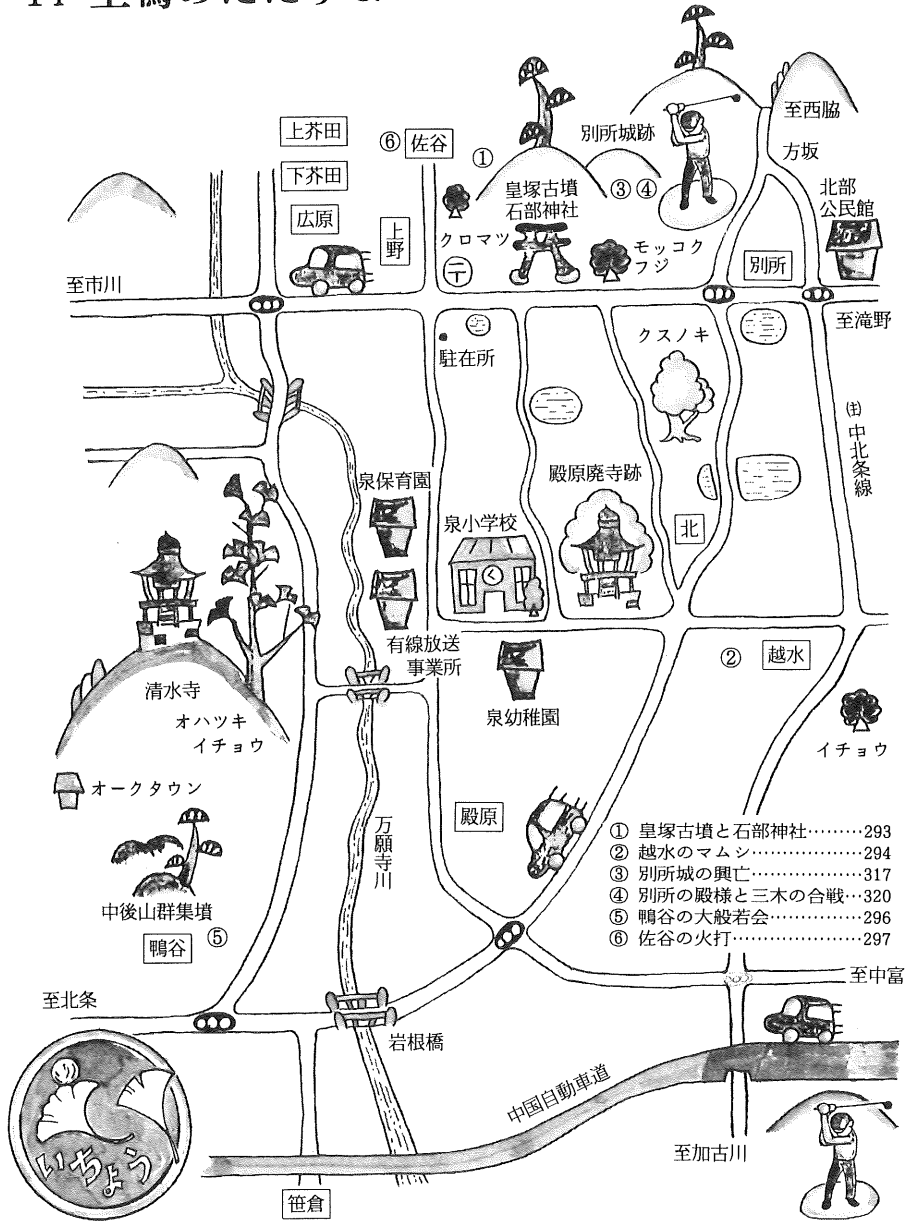 上芥田
下芥田
広原
上野
⑥ 佐谷
①
クロマツ
〒
皇塚古墳
石部神社
別所城跡
③④
モッコク
フジ
至西脇
方坂
北部
公民館
別所
至市川
至滝野
駐在所
クスノキ
㊤中北条線
泉保育園
泉小学校
殿原廃寺跡
北
有線放送
事業所
泉幼稚園
② 越水
イチョウ
清水寺
オハツキ
イチョウ
オークタウン
中後山群集墳
⑤
鴨谷
万願寺川
殿原
① 皇塚古墳と石部神社………293
② 越水のマムシ………………294
③ 別所城の興亡………………317
④ 別所の殿様と三木の合戦…320
⑤ 鴨谷の大般若会……………296
⑥ 佐谷の火打…………………297
至北条
至中富
岩根橋
中国自動車道
至加古川
笹倉
いちょう